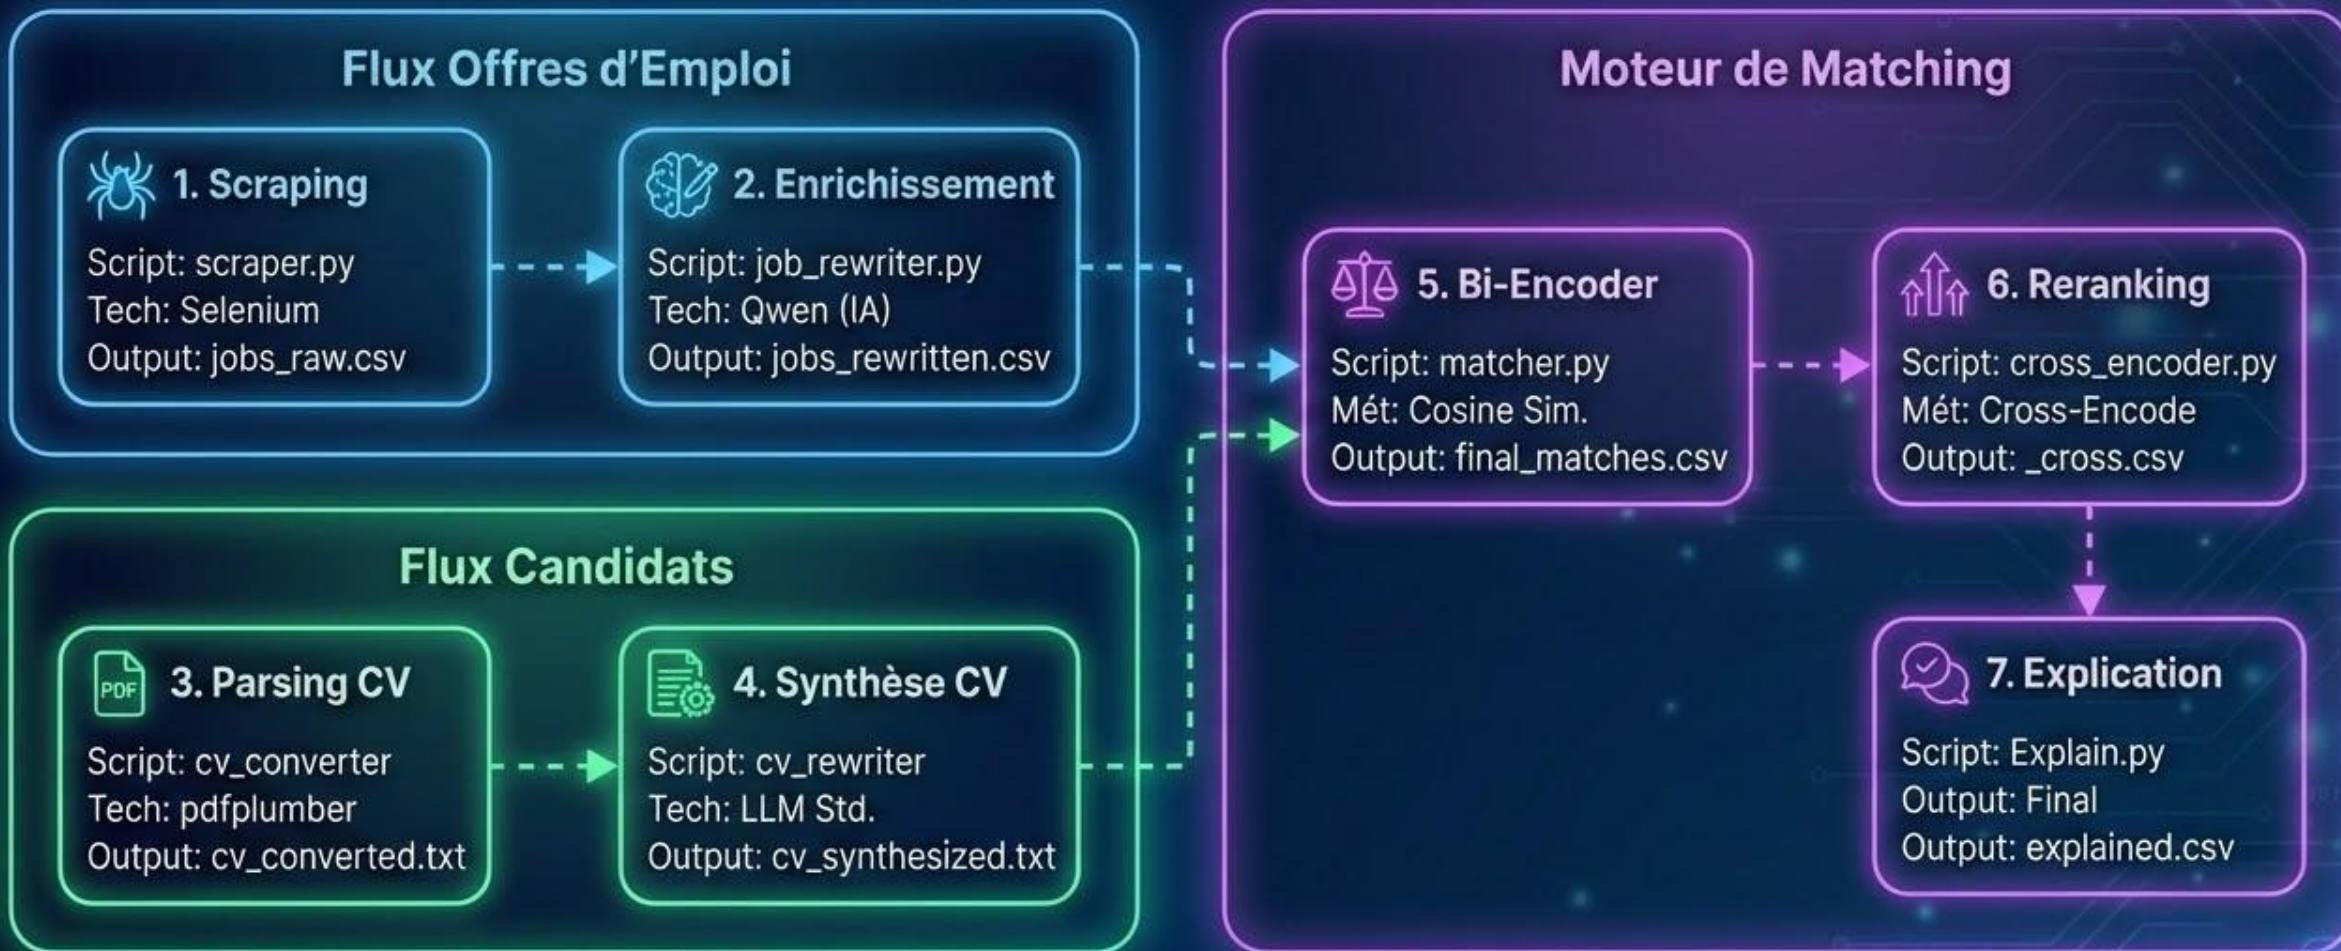 Flux Offres d'Emploi
1. Scraping
Script: scraper.py
Tech: Selenium
Output: jobs_raw.csv
2. Enrichissement
Script: job_rewriter.py
Tech: Qwen (IA)
Output: jobs_rewritten.csv
Flux Candidats
PDF
3. Parsing CV
Script: cv_converter
Tech: pdfplumber
Output: cv_converted.txt
4. Synthèse CV
Script: cv_rewriter
Tech: LLM Std.
Output: cv_synthesized.txt
Moteur de Matching
5. Bi-Encoder
Script: matcher.py
Mét: Cosine Sim.
Output: final_matches.csv
6. Reranking
Script: cross_encoder.py
Mét: Cross-Encode
Output: _cross.csv
7. Explication
Script: Explain.py
Output: Final
Output: explained.csv